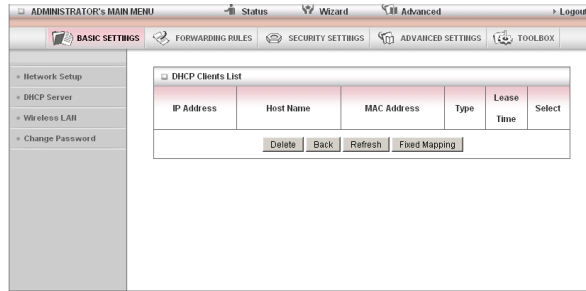 ADMINISTRATOR's MAIN MENU Status Wizard Advanced Logout
BASIC SETTINGS FORWARDING RULES SECURITY SETTINGS ADVANCED SETTINGS TOOLBOX
Network Setup
DHCP Server
Wireless LAN
Change Password
DHCP Clients List
IP Address Host Name MAC Address Type Lease Time Select
Delete Back Refresh Fixed Mapping